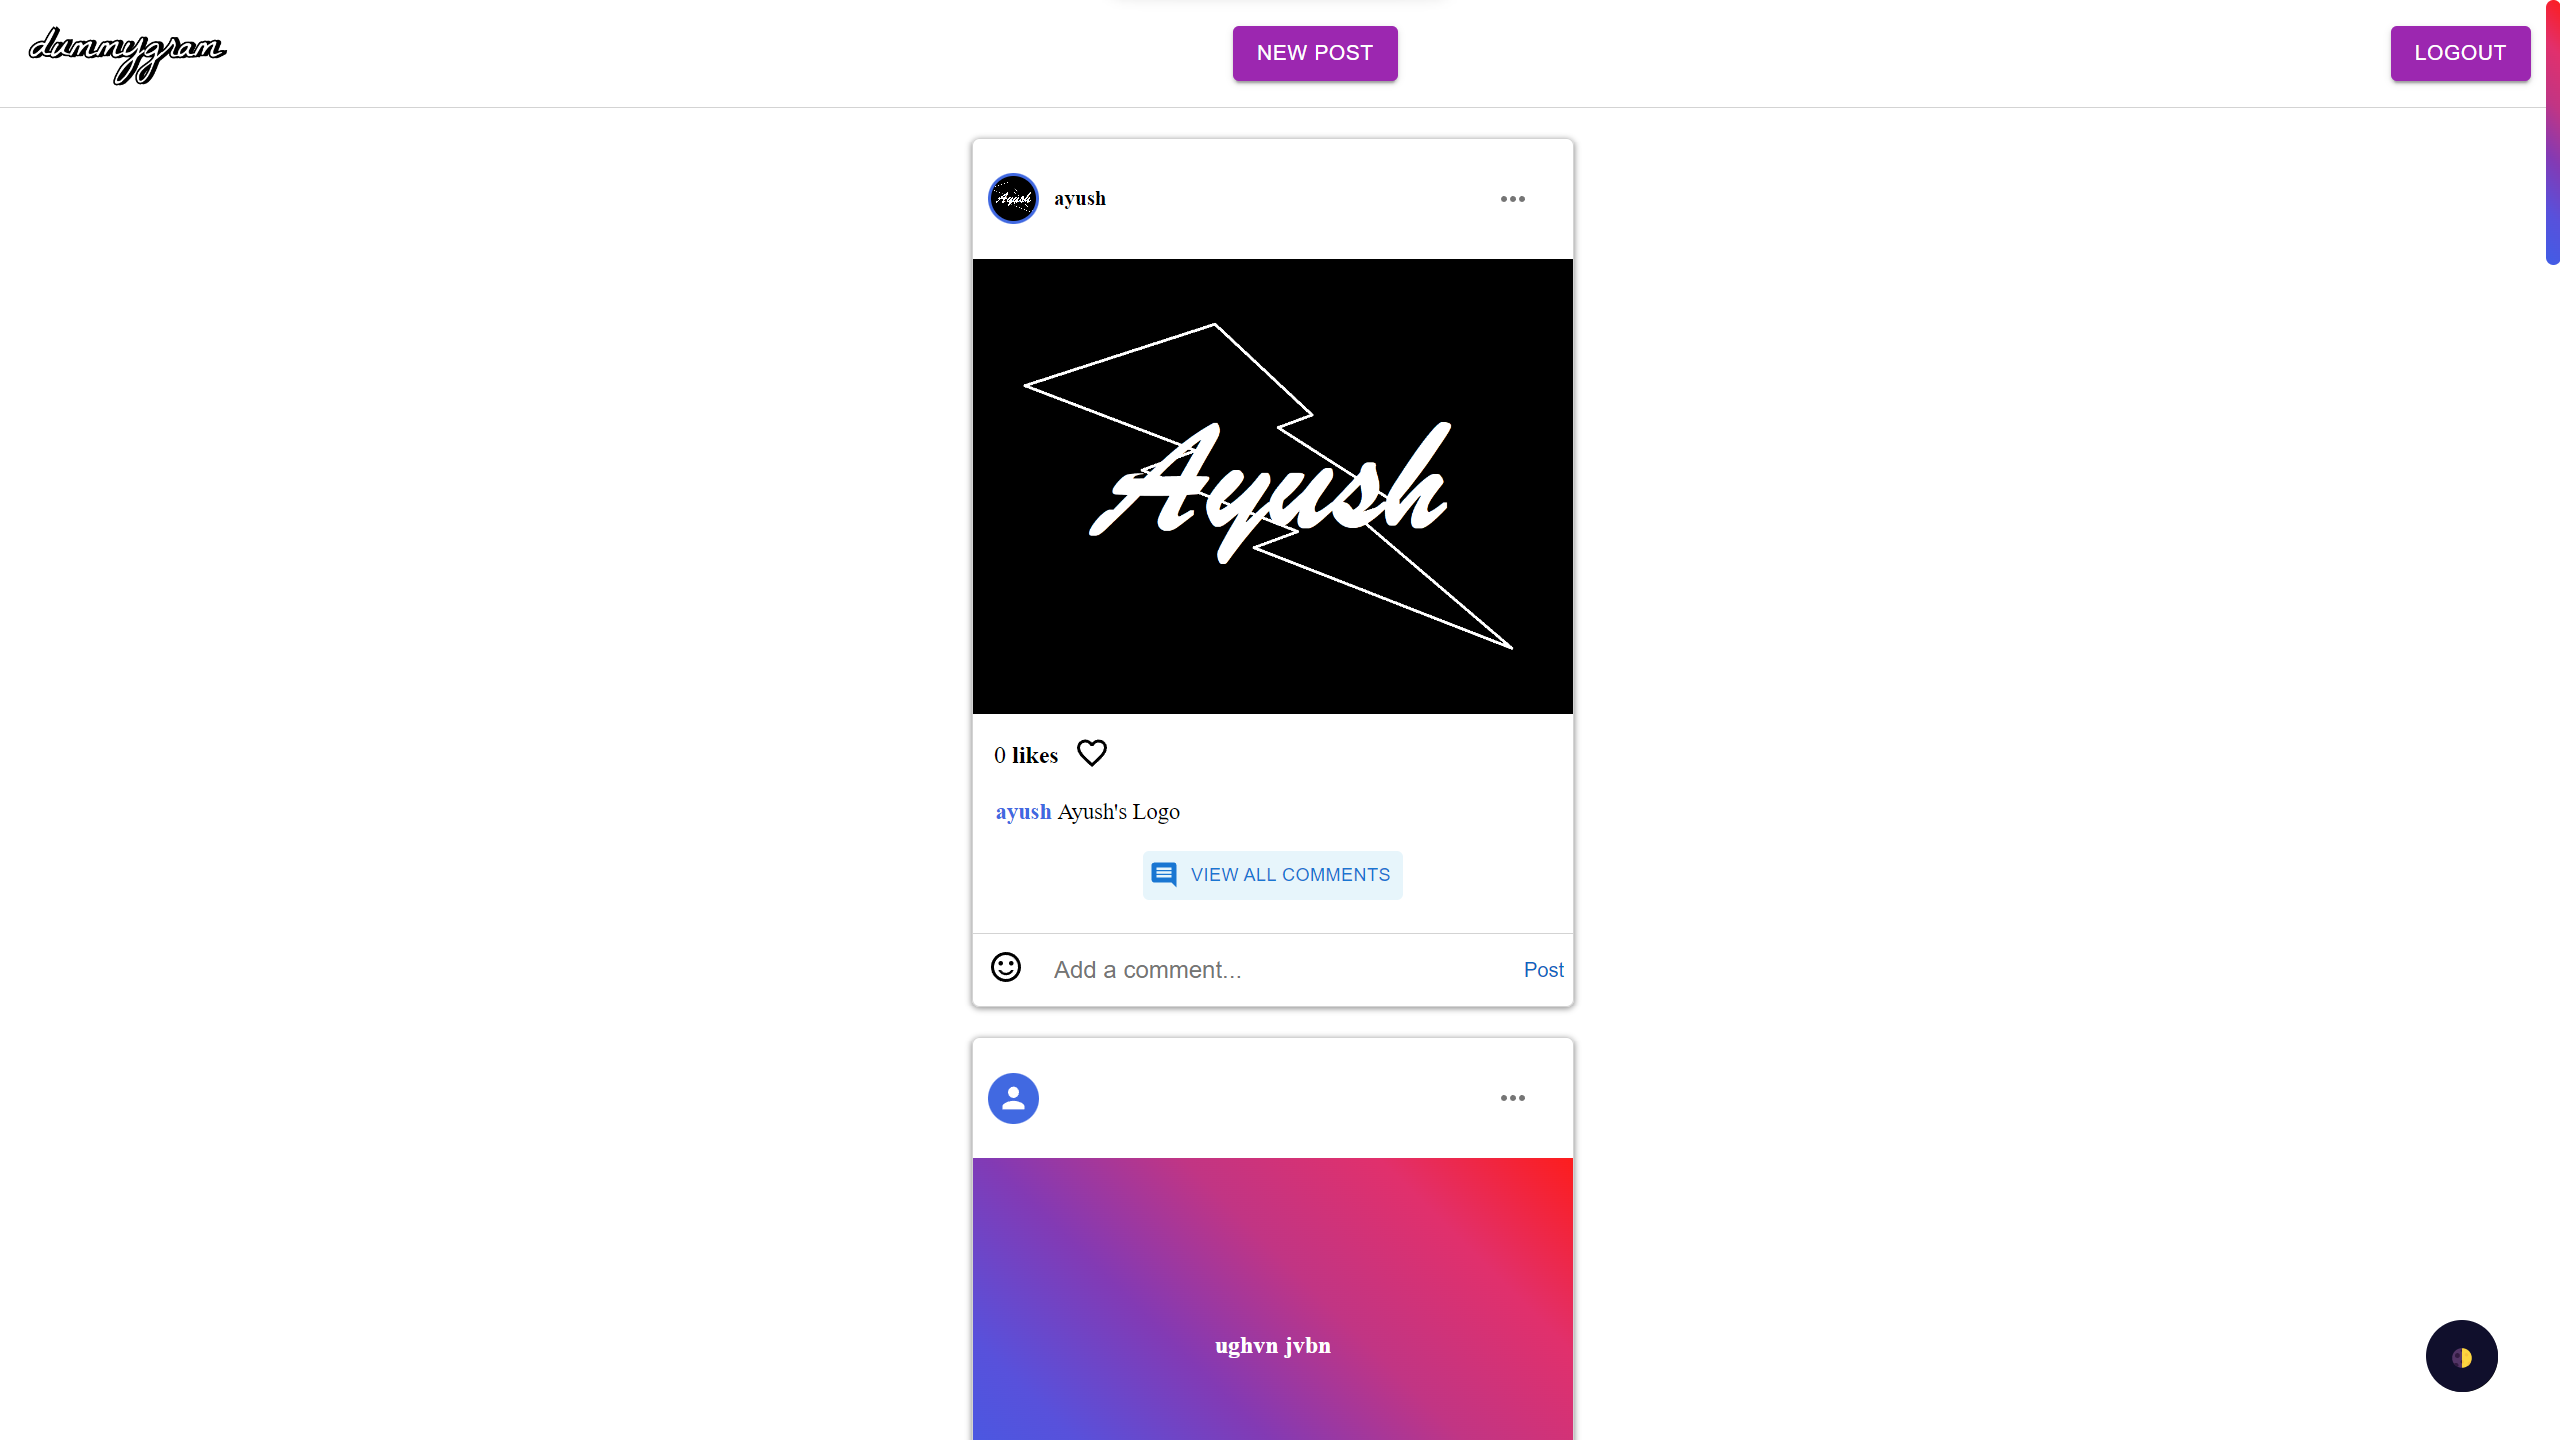 dummygram
NEW POST
LOGOUT
Ayush
ayush
Ayush
0 likes
ayush Ayush's Logo
VIEW ALL COMMENTS
Add a comment...
Post
ughvn jvbn